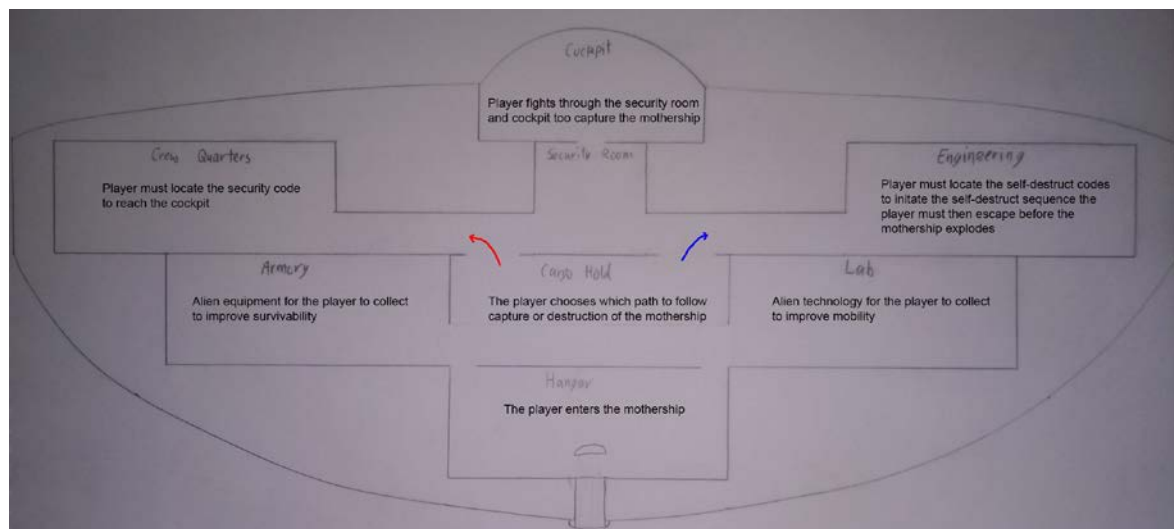 Cockpit
Player fights through the security room
and cockpit too capture the mothership
Crew Quarters
Player must locate the security code
to reach the cockpit
Security Room
Engineering
Player must locate the self-destruct codes
to initate the self-destruct sequence the
player must then escape before the
mothership explodes
Armory
Alien equipment for the player to collect
to improve survivability
Cargo Hold
The player chooses which path to follow
capture or destruction of the mothership
Lab
Alien technology for the player to collect
to improve mobility
Hangar
The player enters the mothership